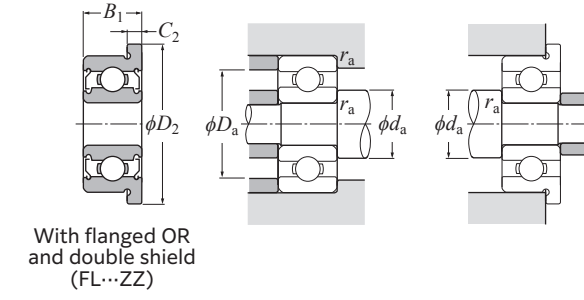 B₁
C₂
ϕD₂
ϕDₐ
rₐ
rₐ
ϕdₐ
ϕdₐ
rₐ
With flanged OR
and double shield
(FL···ZZ)